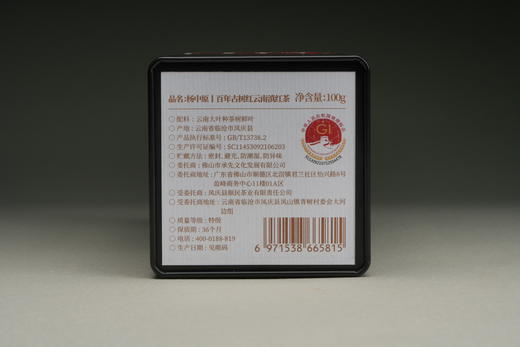 品名:杨中原丨百年古树红云南滇红茶 净含量:100g
○ 配料：云南大叶种茶树鲜叶
○ 产地：云南省临沧市凤庆县
○ 产品执行标准号：GB/T13738.2
○ 生产许可证编号：SC11453092106203
○ 贮藏方法：密封、避光、防潮湿、防异味
○ 委托商：佛山市承先文化发展有限公司
○ 委托商地址：广东省佛山市顺德区北滘镇君兰社区怡兴路8号
盈峰商务中心11楼01A区
○ 受委托商：凤庆县顺民茶业有限责任公司
○ 受委托商地址：云南省临沧市凤庆县凤山镇青树村委会大河
边组
○ 质量等级：特级
○ 保质期：36个月
○ 电话：400-0188-819
○ 生产日期：见喷码
GI
6 971538 665815